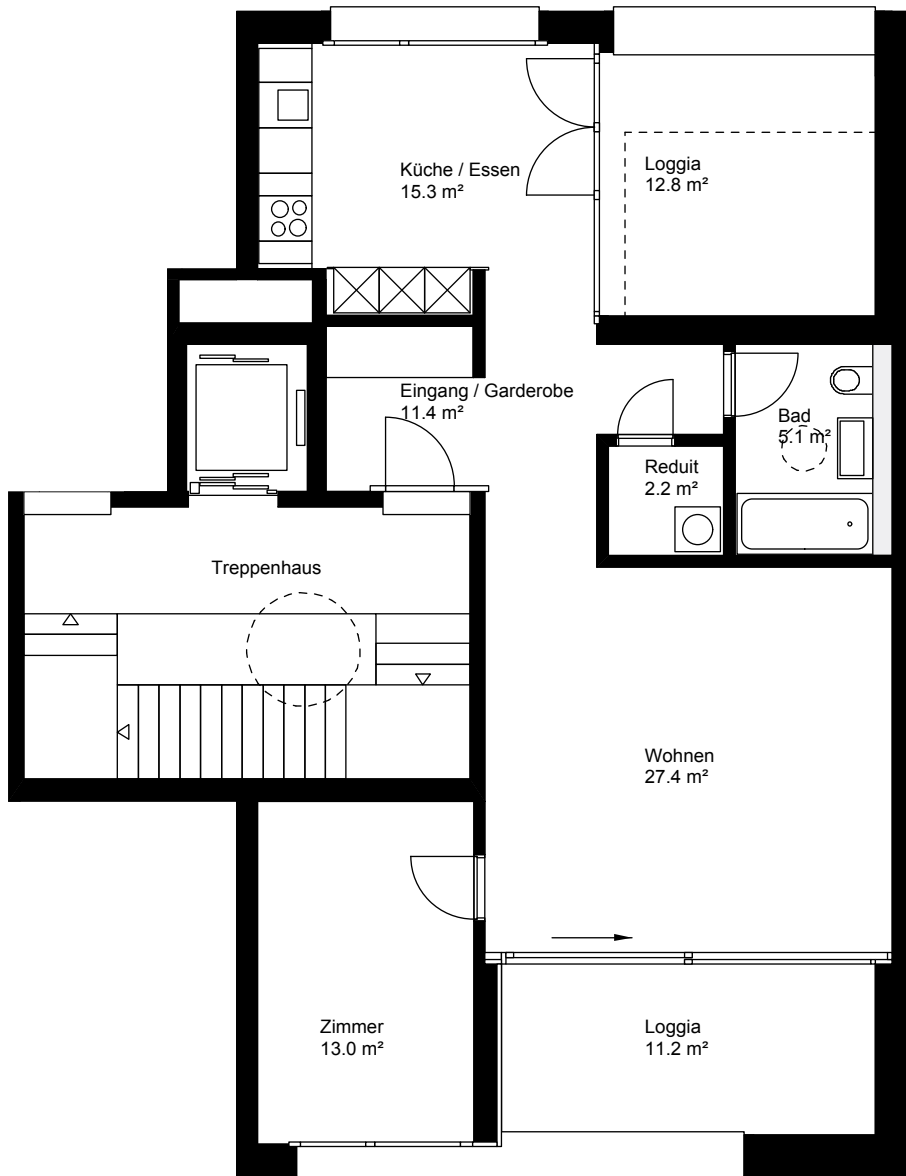 Küche / Essen
15.3 m²
Loggia
12.8 m²
Eingang / Garderobe
11.4 m²
Bad
5.1 m²
Reduit
2.2 m²
Treppenhaus
Wohnen
27.4 m²
Zimmer
13.0 m²
Loggia
11.2 m²